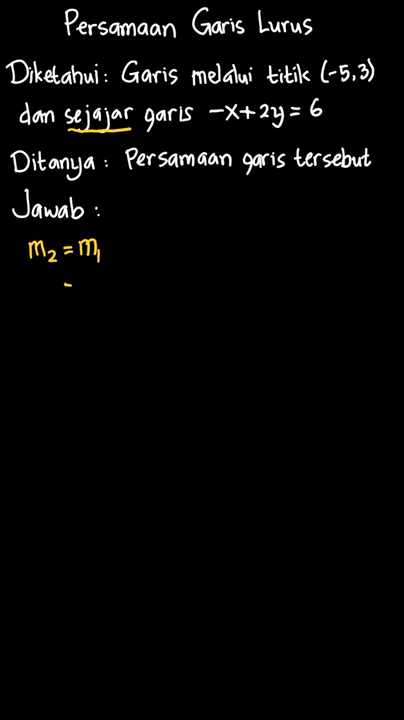 Persamaan Garis Lurus
Diketahui: Garis melalui titik (-5,3)
dan sejajar garis -x+2y=6
Ditanya: Persamaan garis tersebut
Jawab:
m₂=m₁
-